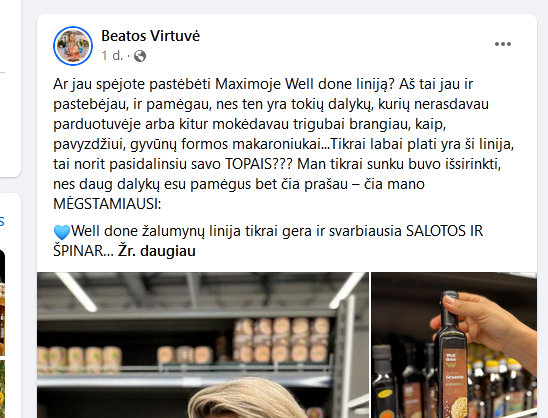 Beatos Virtuvė
1 d. ·
Ar jau spėjote pastebėti Maximoje Well done liniją? Aš tai jau ir
pastebėjau, ir pamėgau, nes ten yra tokių dalykų, kurių nerasdavau
parduotuvėje arba kitur mokėdavau trigubai brangiau, kaip,
pavyzdžiui, gyvūnų formos makaroniukai...Tikrai labai plati yra ši linija,
tai norit pasidalinsiu savo TOPAIS??? Man tikrai sunku buvo išsirinkti,
nes daug dalykų esu pamėgus bet čia prašau – čia mano
MĖGSTAMIAUSI:
💙Well done žalumynų linija tikrai gera ir svarbiausia SALOTOS IR
ŠPINAR... Žr. daugiau
Well
done